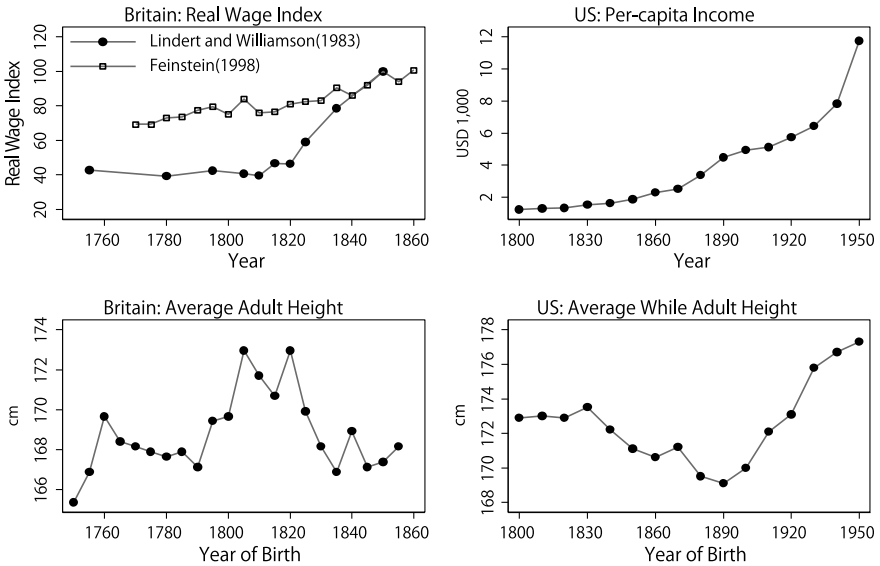 Britain: Real Wage Index
Lindert and Williamson(1983)
Feinstein(1998)
Real Wage Index
20 40 60 80 100 120
1760 1780 1800 1820 1840 1860
Year
US: Per-capita Income
USD 1,000
2 4 6 8 10 12
1800 1830 1860 1890 1920 1950
Year
Britain: Average Adult Height
cm
166 168 170 172 174
1760 1780 1800 1820 1840 1860
Year of Birth
US: Average While Adult Height
cm
168 170 172 174 176 178
1800 1830 1860 1890 1920 1950
Year of Birth